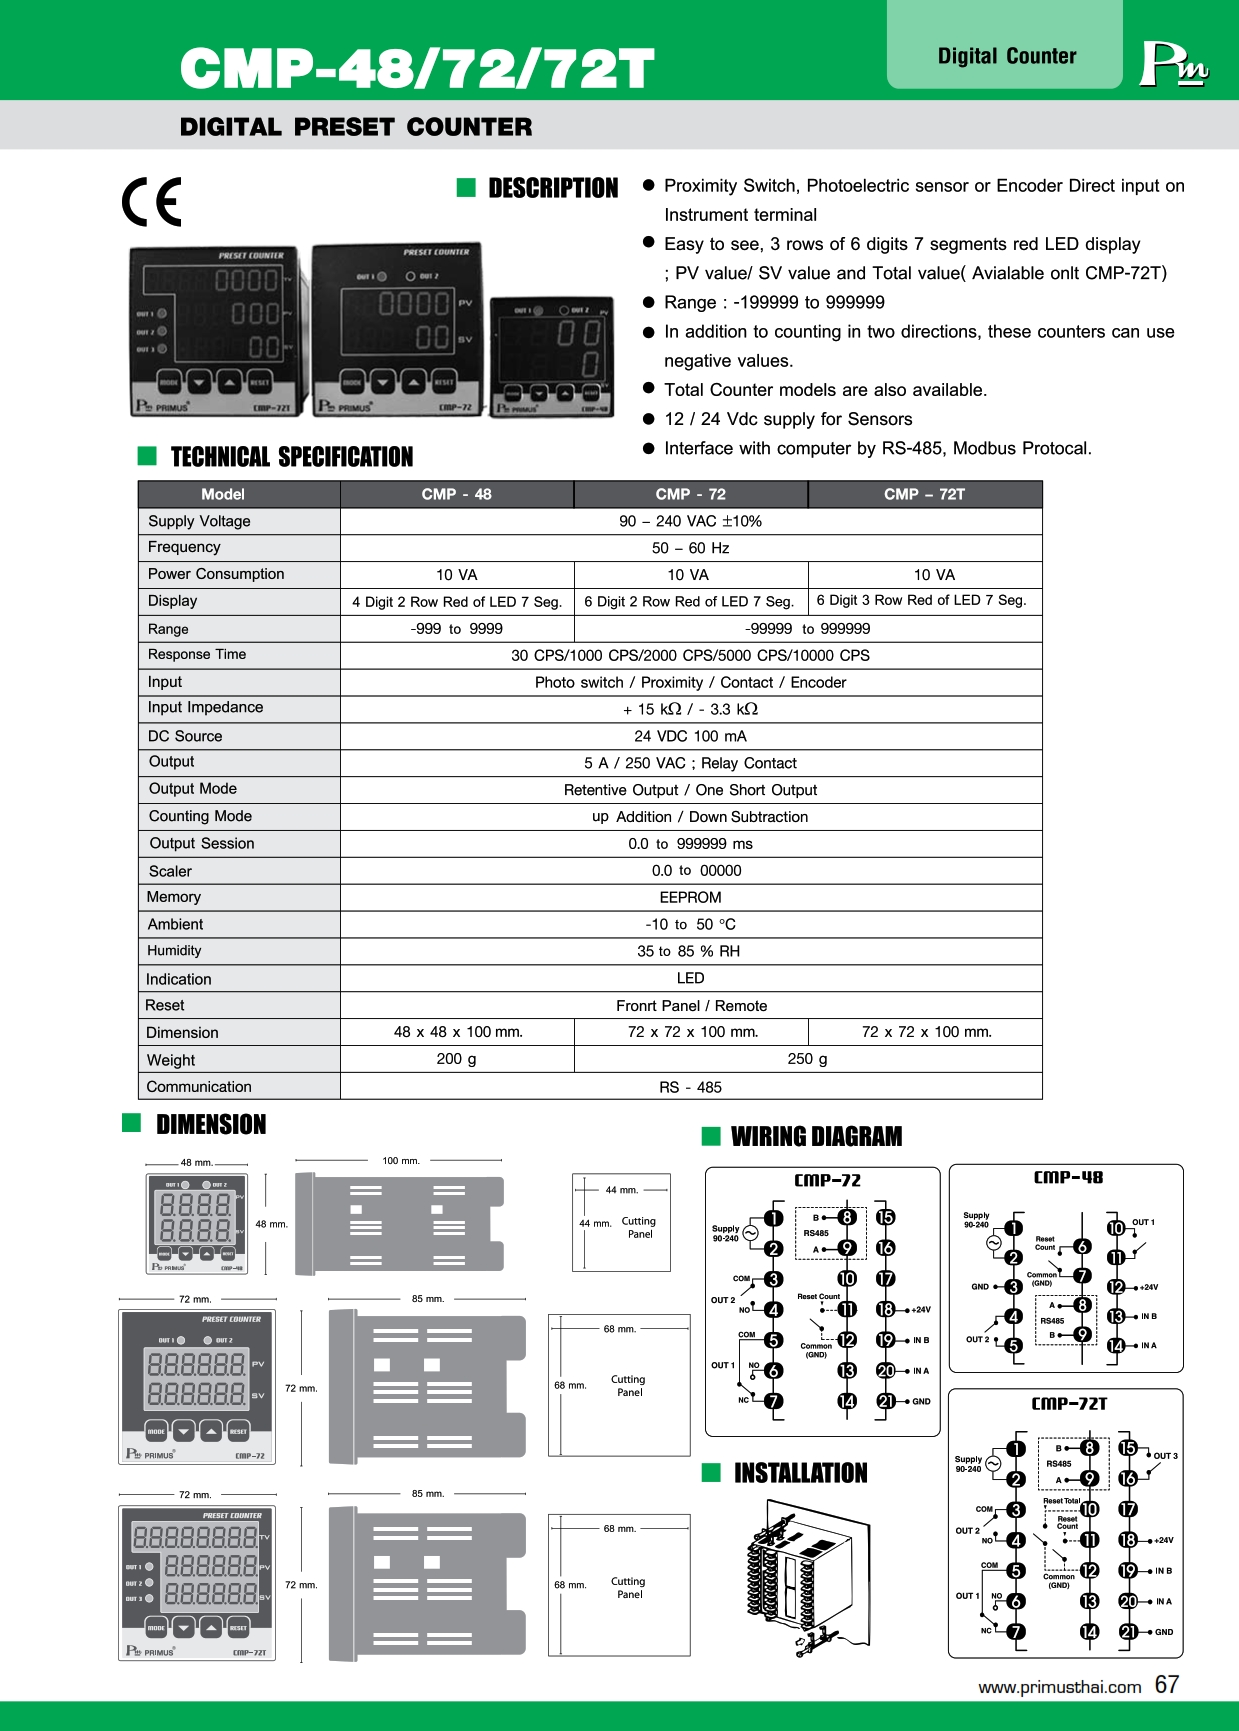 CMP-48/72/72T
Digital Counter
Pm
DIGITAL PRESET COUNTER
CE
DESCRIPTION
● Proximity Switch, Photoelectric sensor or Encoder Direct input on
Instrument terminal
● Easy to see, 3 rows of 6 digits 7 segments red LED display
; PV value/ SV value and Total value( Avialable onlt CMP-72T)
● Range : -199999 to 999999
● In addition to counting in two directions, these counters can use
negative values.
● Total Counter models are also available.
● 12 / 24 Vdc supply for Sensors
● Interface with computer by RS-485, Modbus Protocal.
PRESET COUNTER
OUT 1
OUT 2
OUT 3
MODE RESET
Pm PRIMUS CMP-72T
PRESET COUNTER
OUT 1 OUT 2
PV
SV
MODE RESET
Pm PRIMUS CMP-72
OUT 1 OUT 2
Pm PRIMUS CMP-48
TECHNICAL SPECIFICATION
Model CMP - 48 CMP - 72 CMP – 72T
Supply Voltage 90 – 240 VAC ±10%
Frequency 50 – 60 Hz
Power Consumption 10 VA 10 VA 10 VA
Display 4 Digit 2 Row Red of LED 7 Seg. 6 Digit 2 Row Red of LED 7 Seg. 6 Digit 3 Row Red of LED 7 Seg.
Range -999 to 9999 -99999 to 999999
Response Time 30 CPS/1000 CPS/2000 CPS/5000 CPS/10000 CPS
Input Photo switch / Proximity / Contact / Encoder
Input Impedance + 15 kΩ / - 3.3 kΩ
DC Source 24 VDC 100 mA
Output 5 A / 250 VAC ; Relay Contact
Output Mode Retentive Output / One Short Output
Counting Mode up Addition / Down Subtraction
Output Session 0.0 to 999999 ms
Scaler 0.0 to 00000
Memory EEPROM
Ambient -10 to 50 °C
Humidity 35 to 85 % RH
Indication LED
Reset Fronrt Panel / Remote
Dimension 48 x 48 x 100 mm. 72 x 72 x 100 mm. 72 x 72 x 100 mm.
Weight 200 g 250 g
Communication RS - 485
DIMENSION
48 mm. 100 mm.
OUT 1 OUT 2
PV
SV
MODE RESET
Pm PRIMUS CMP-48
48 mm.
44 mm.
44 mm. Cutting
Panel
72 mm. 85 mm.
PRESET COUNTER
OUT 1 OUT 2
PV
SV
MODE RESET
Pm PRIMUS CMP-72
72 mm.
68 mm.
68 mm. Cutting
Panel
72 mm. 85 mm.
PRESET COUNTER
TV
OUT 1 PV
OUT 2
OUT 3 SV
MODE RESET
Pm PRIMUS CMP-72T
72 mm.
68 mm.
68 mm. Cutting
Panel
WIRING DIAGRAM
CMP-72
Supply
90-240
1 B 8 15
RS485
2 A 9 16
COM 3 10 17
OUT 2
NO 4 Reset Count 11 18 +24V
COM 5 12 19 IN B
Common
(GND)
OUT 1 NO 6 13 20 IN A
NC 7 14 21 GND
CMP-48
Supply
90-240
1 10 OUT 1
Reset
Count
6
2 11
GND 3 Common
(GND)
7 12 +24V
4 A 8 13 IN B
RS485
OUT 2
5 B 9 14 IN A
CMP-72T
Supply
90-240
1 B 8 15 OUT 3
RS485
2 A 9 16
COM 3 Reset Total 10 17
OUT 2
Reset
Count
NO 4 11 18 +24V
COM 5 12 19 IN B
Common
(GND)
OUT 1 NO 6 13 20 IN A
NC 7 14 21 GND
INSTALLATION
www.primusthai.com 67